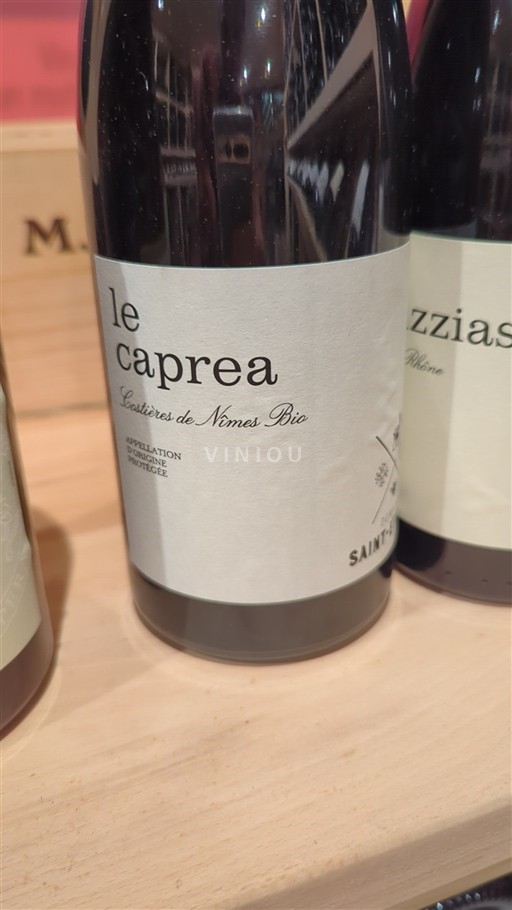 M.
le
caprea
Costières de Nîmes Bio
APPELLATION
D'ORIGINE
PROTÉGÉE
VINIOU
SAINT-
zzias
Rhône